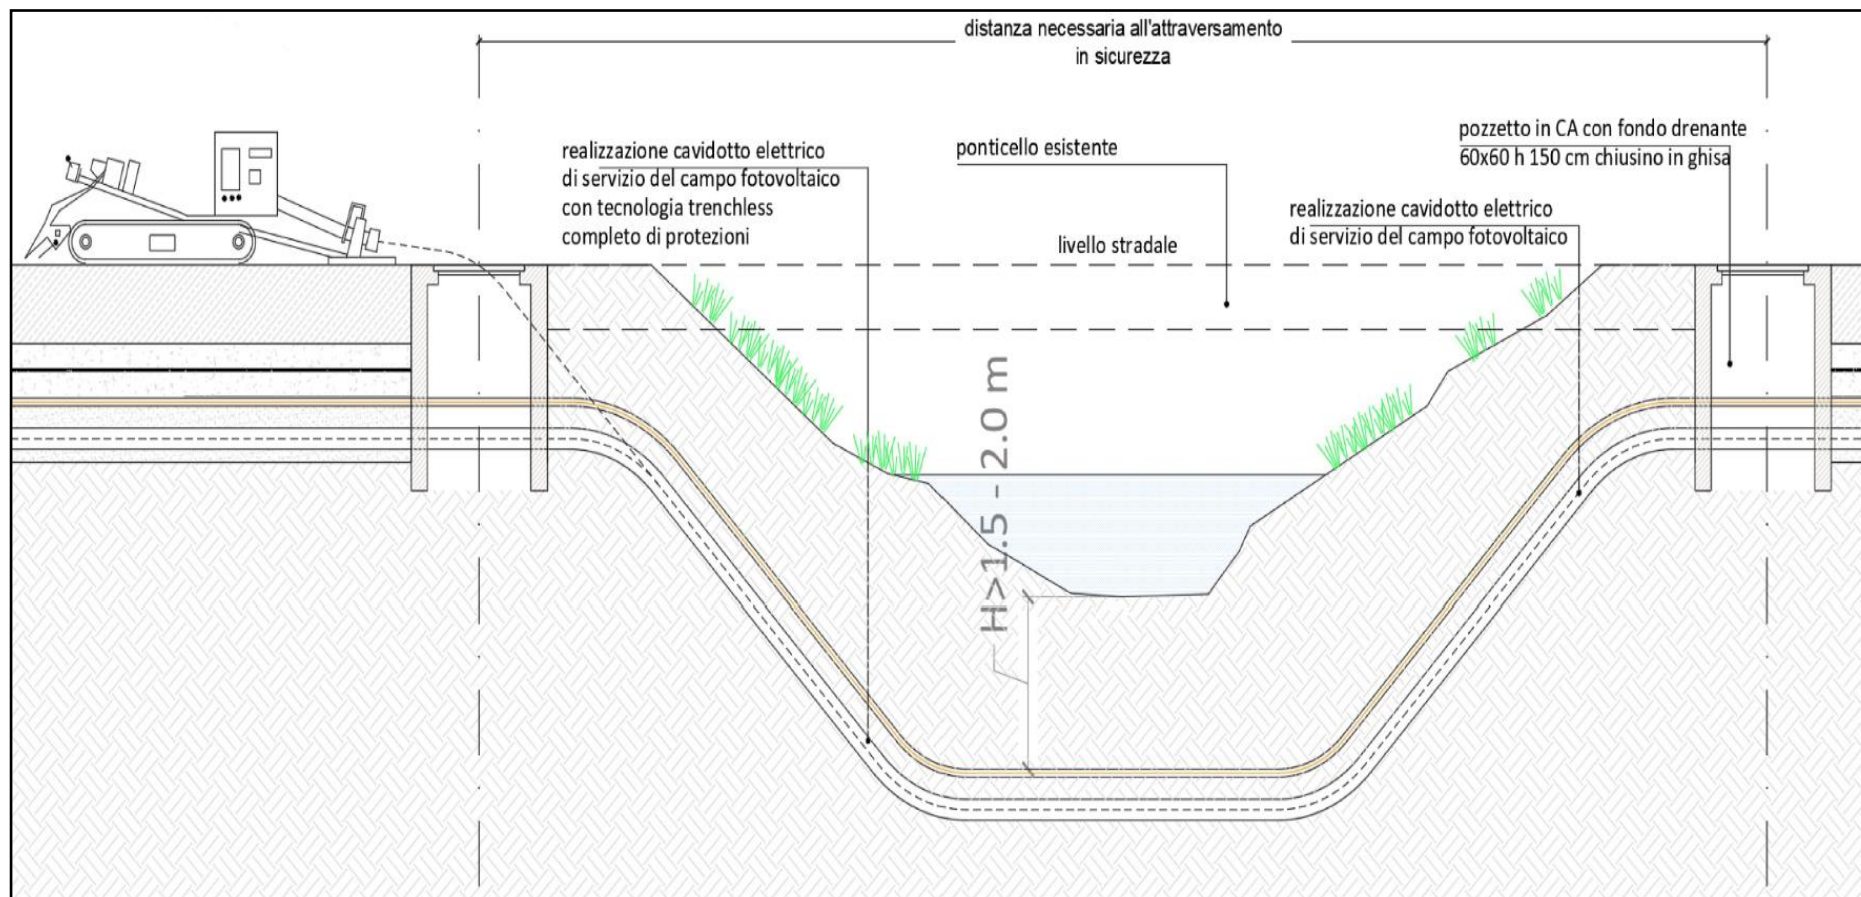 distanza necessaria all'attraversamento
in sicurezza
realizzazione cavidotto elettrico
di servizio del campo fotovoltaico
con tecnologia trenchless
completo di protezioni
ponticello esistente
livello stradale
pozzetto in CA con fondo drenante
60x60 h 150 cm chiusino in ghisa
realizzazione cavidotto elettrico
di servizio del campo fotovoltaico
H>1.5 - 2.0 m